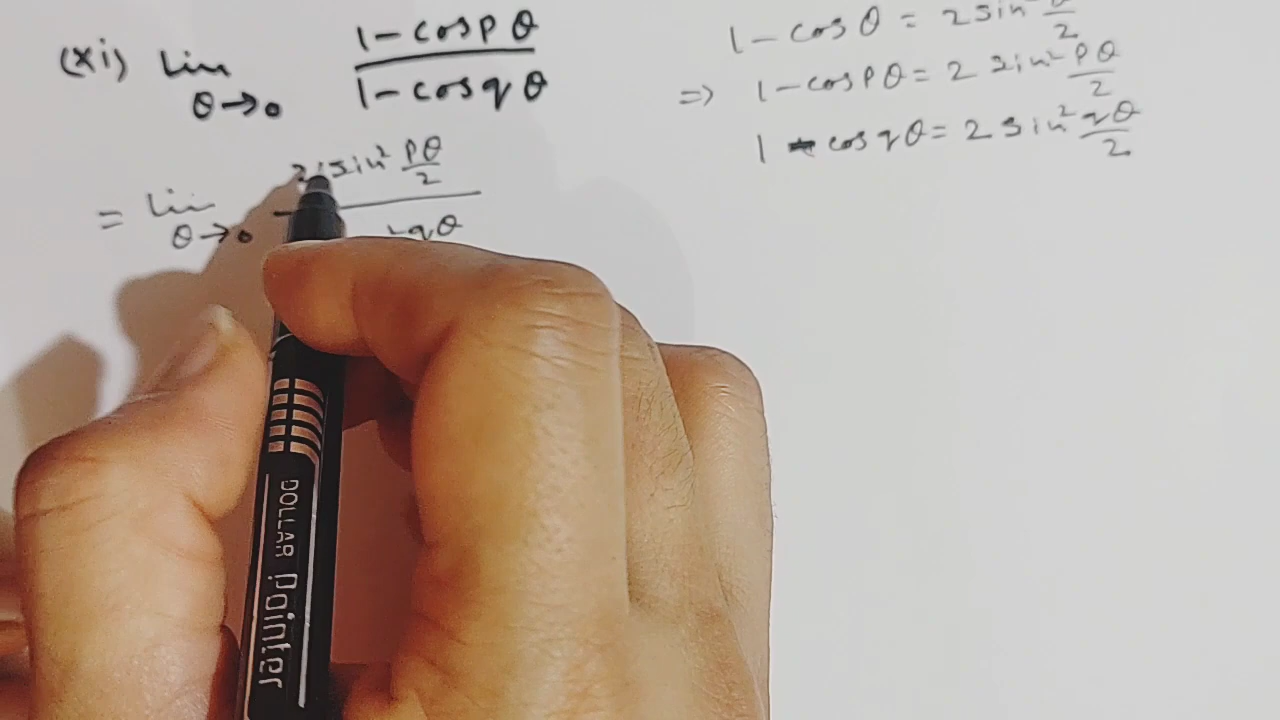 (xi) Lim θ→0 (1 - cos pθ)/(1 - cos qθ)
= Lim θ→0 2 sin² pθ/2
qθ
1 - cos θ = 2 sin² θ/2
=> 1 - cos pθ = 2 sin² pθ/2
1 - cos qθ = 2 sin² qθ/2
DOLLAR Pointer